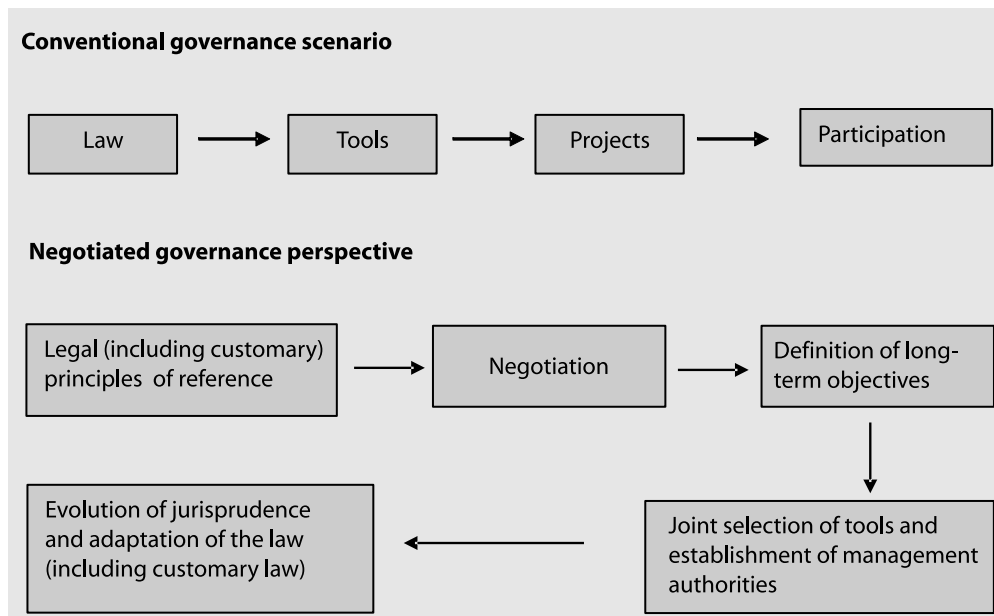 Conventional governance scenario
Law
Tools
Projects
Participation
Negotiated governance perspective
Legal (including customary)
principles of reference
Negotiation
Definition of long-
term objectives
Evolution of jurisprudence
and adaptation of the law
(including customary law)
Joint selection of tools and
establishment of management
authorities